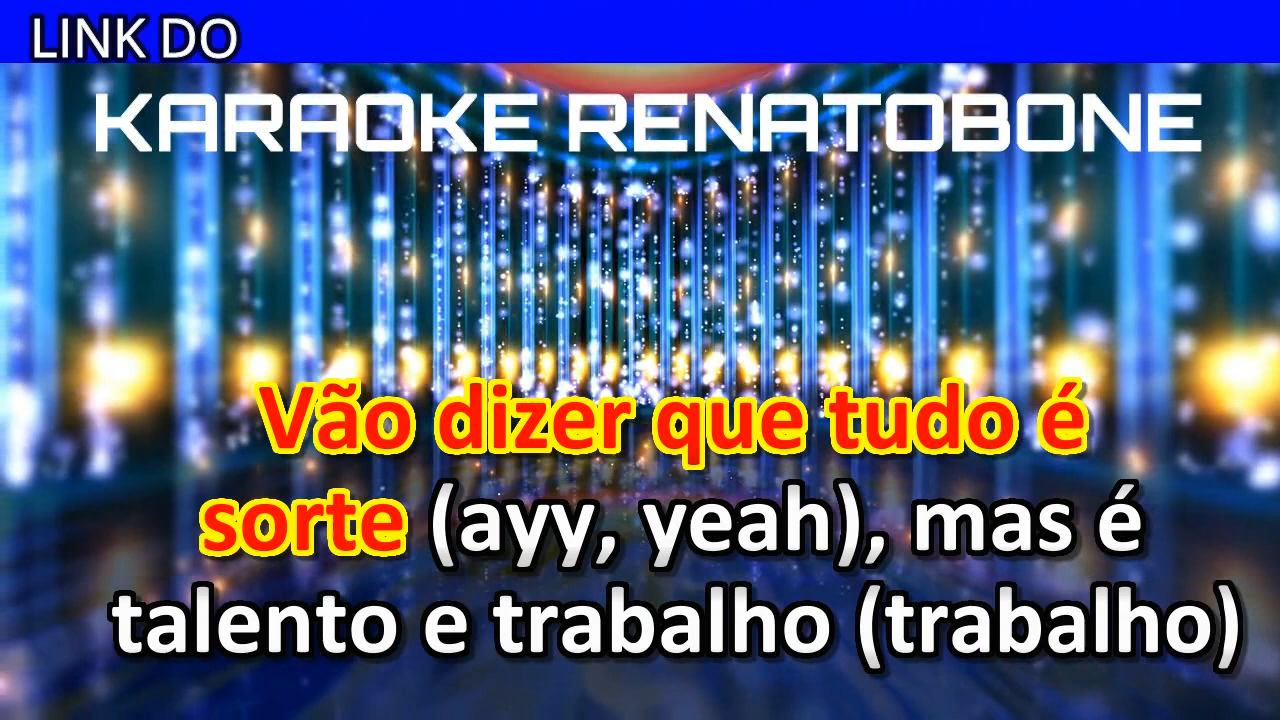 LINK DO
KARAOKE RENATOBONE
Vão dizer que tudo é
sorte (ayy, yeah), mas é
talento e trabalho (trabalho)